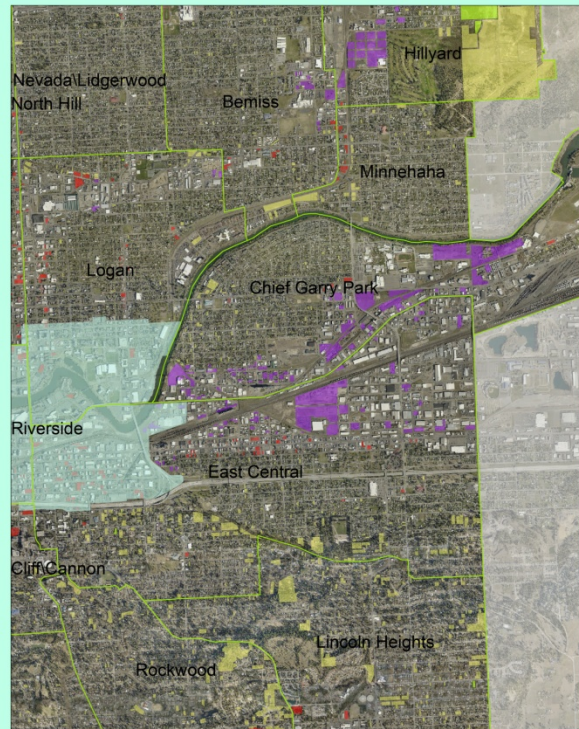 Hillyard
Nevada\Lidgerwood
North Hill
Bemiss
Minnehaha
Logan
Chief Garry Park
Riverside
East Central
Cliff\Cannon
Lincoln Heights
Rockwood